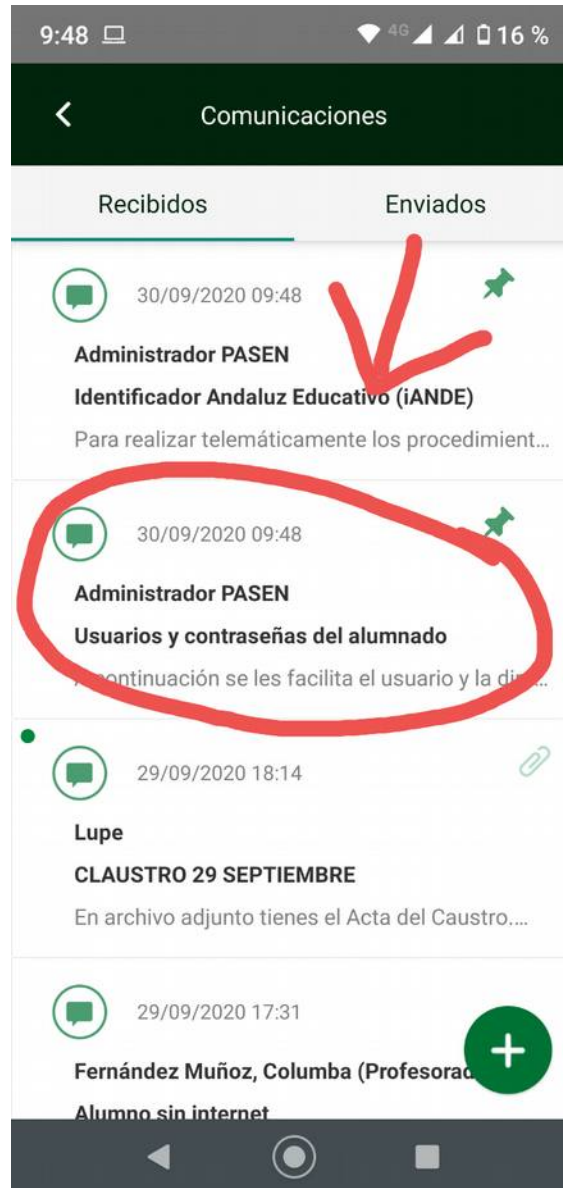 9:48 4G 16 %
Comunicaciones
Recibidos Enviados
30/09/2020 09:48
Administrador PASEN
Identificador Andaluz Educativo (iANDE)
Para realizar telemáticamente los procedimient...
30/09/2020 09:48
Administrador PASEN
Usuarios y contraseñas del alumnado
continuación se les facilita el usuario y la
29/09/2020 18:14
Lupe
CLAUSTRO 29 SEPTIEMBRE
En archivo adjunto tienes el Acta del Caustro....
29/09/2020 17:31
Fernández Muñoz, Columba (Profesorad
Alumno sin internet